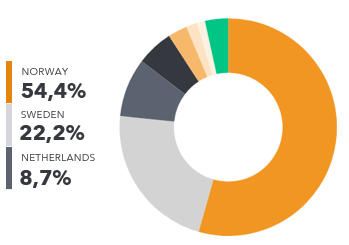 NORWAY
54,4%
SWEDEN
22,2%
NETHERLANDS
8,7%